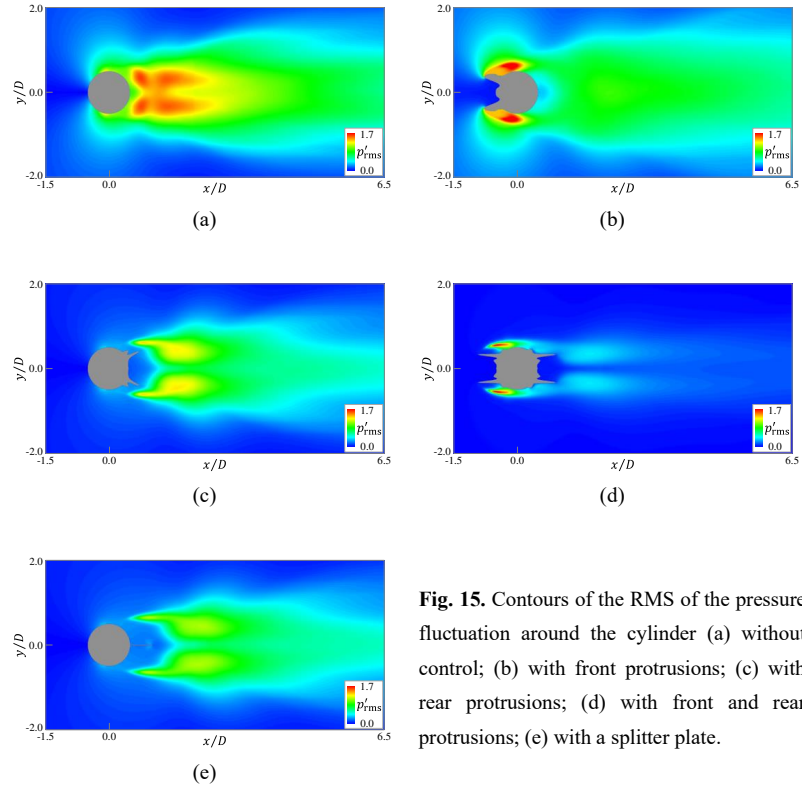 2.0
y/D
0.0
-2.0
-1.5
0.0
x/D
6.5
1.7
p′rms
0.0
(a)
2.0
y/D
0.0
-2.0
-1.5
0.0
x/D
6.5
1.7
p′rms
0.0
(b)
2.0
y/D
0.0
-2.0
-1.5
0.0
x/D
6.5
1.7
p′rms
0.0
(c)
2.0
y/D
0.0
-2.0
-1.5
0.0
x/D
6.5
1.7
p′rms
0.0
(d)
2.0
y/D
0.0
-2.0
-1.5
0.0
x/D
6.5
1.7
p′rms
0.0
(e)
Fig. 15. Contours of the RMS of the pressure
fluctuation around the cylinder (a) without
control; (b) with front protrusions; (c) with
rear protrusions; (d) with front and rear
protrusions; (e) with a splitter plate.